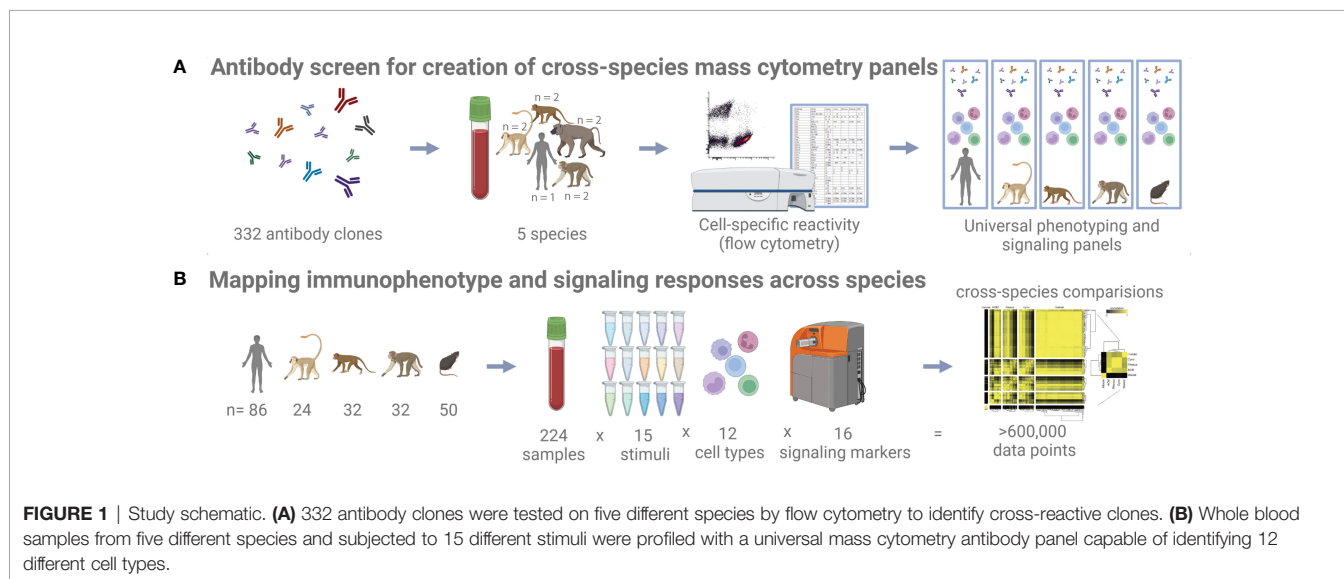 A Antibody screen for creation of cross-species mass cytometry panels
n = 2
n = 2
n = 2
n = 1
n = 2
332 antibody clones
5 species
Cell-specific reactivity
(flow cytometry)
Universal phenotyping and
signaling panels
B Mapping immunophenotype and signaling responses across species
cross-species comparisions
n= 86 24 32 32 50
224 x 15 x 12 x 16 = >600,000
samples stimuli cell types signaling markers data points
FIGURE 1 | Study schematic. (A) 332 antibody clones were tested on five different species by flow cytometry to identify cross-reactive clones. (B) Whole blood
samples from five different species and subjected to 15 different stimuli were profiled with a universal mass cytometry antibody panel capable of identifying 12
different cell types.